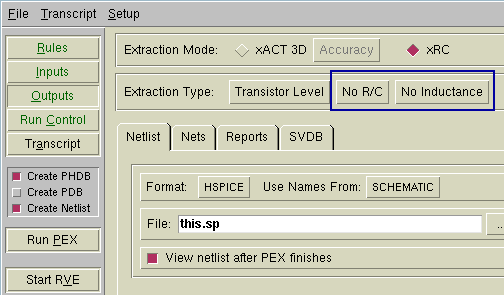 File Transcript Setup
Rules
Inputs
Outputs
Run Control
Transcript
Create PHDB
Create PDB
Create Netlist
Run PEX
Start RVE
Extraction Mode: xACT 3D Accuracy xRC
Extraction Type: Transistor Level No R/C No Inductance
Netlist Nets Reports SVDB
Format: HSPICE Use Names From: SCHEMATIC
File: this.sp ...
View netlist after PEX finishes